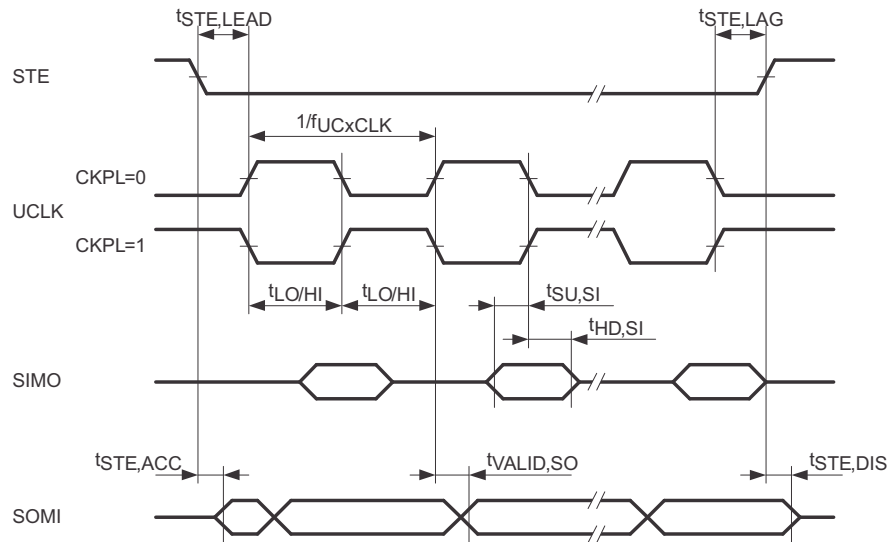 tSTE,LEAD
tSTE,LAG
STE
1/fUCxCLK
CKPL=0
UCLK
CKPL=1
tLO/HI
tLO/HI
tSU,SI
tHD,SI
SIMO
tSTE,ACC
tVALID,SO
tSTE,DIS
SOMI